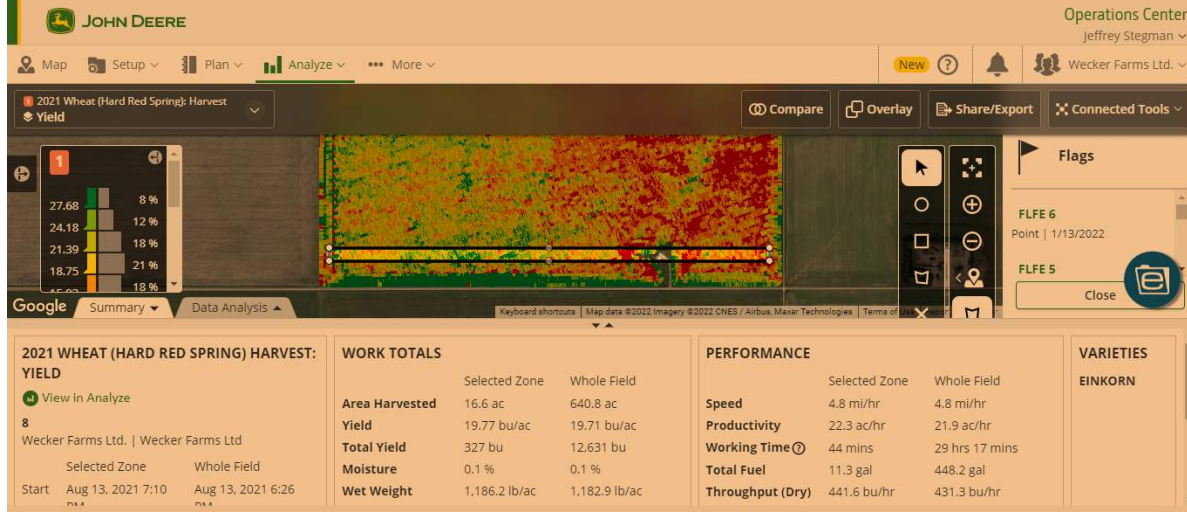 JOHN DEERE
Operations Center
Jeffrey Stegman
Map Setup Plan Analyze More
New
Wecker Farms Ltd.
1 2021 Wheat (Hard Red Spring): Harvest
Yield
Compare Overlay Share/Export Connected Tools
1
27.68 8 %
24.18 12 %
21.39 18 %
18.75 21 %
18 %
Flags
FLFE 6
Point | 1/13/2022
FLFE 5
Close
Google Summary Data Analysis
Keyboard shortcuts Map data ©2022 Imagery ©2022 CNES / Airbus, Maxar Technologies Terms of
2021 WHEAT (HARD RED SPRING) HARVEST:
YIELD
View in Analyze
8
Wecker Farms Ltd. | Wecker Farms Ltd
Selected Zone Whole Field
Start Aug 13, 2021 7:10 PM Aug 13, 2021 6:26 PM
WORK TOTALS
Selected Zone Whole Field
Area Harvested 16.6 ac 640.8 ac
Yield 19.77 bu/ac 19.71 bu/ac
Total Yield 327 bu 12,631 bu
Moisture 0.1 % 0.1 %
Wet Weight 1,186.2 lb/ac 1,182.9 lb/ac
PERFORMANCE
Selected Zone Whole Field
Speed 4.8 mi/hr 4.8 mi/hr
Productivity 22.3 ac/hr 21.9 ac/hr
Working Time 44 mins 29 hrs 17 mins
Total Fuel 11.3 gal 448.2 gal
Throughput (Dry) 441.6 bu/hr 431.3 bu/hr
VARIETIES
EINKORN